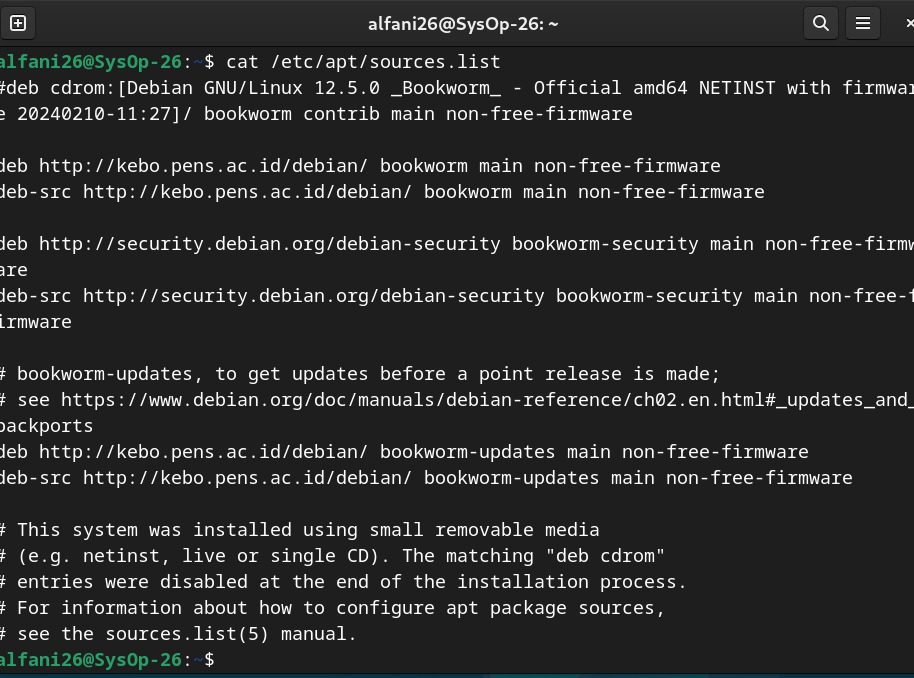 alfani26@SysOp-26: ~
alfani26@SysOp-26:~$ cat /etc/apt/sources.list
#deb cdrom:[Debian GNU/Linux 12.5.0 _Bookworm_ - Official amd64 NETINST with firmwar
e 20240210-11:27]/ bookworm contrib main non-free-firmware
deb http://kebo.pens.ac.id/debian/ bookworm main non-free-firmware
deb-src http://kebo.pens.ac.id/debian/ bookworm main non-free-firmware
deb http://security.debian.org/debian-security bookworm-security main non-free-firmw
are
deb-src http://security.debian.org/debian-security bookworm-security main non-free-f
irmware
# bookworm-updates, to get updates before a point release is made;
# see https://www.debian.org/doc/manuals/debian-reference/ch02.en.html#_updates_and_
backports
deb http://kebo.pens.ac.id/debian/ bookworm-updates main non-free-firmware
deb-src http://kebo.pens.ac.id/debian/ bookworm-updates main non-free-firmware
# This system was installed using small removable media
# (e.g. netinst, live or single CD). The matching "deb cdrom"
# entries were disabled at the end of the installation process.
# For information about how to configure apt package sources,
# see the sources.list(5) manual.
alfani26@SysOp-26:~$